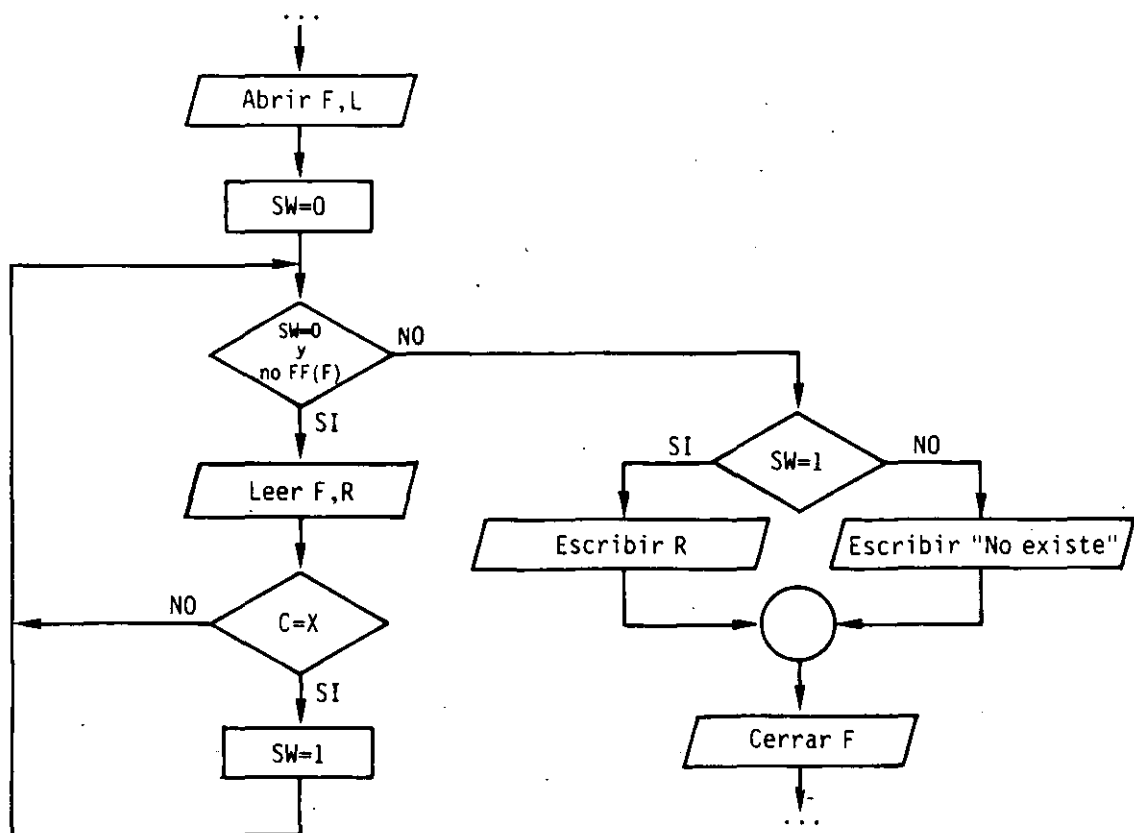 ...
Abrir F,L
SW=0
SW=0
y
no FF(F)
NO
SI
Leer F,R
C=X
NO
SI
SW=1
SW=1
SI
NO
Escribir R
Escribir "No existe"
Cerrar F
...